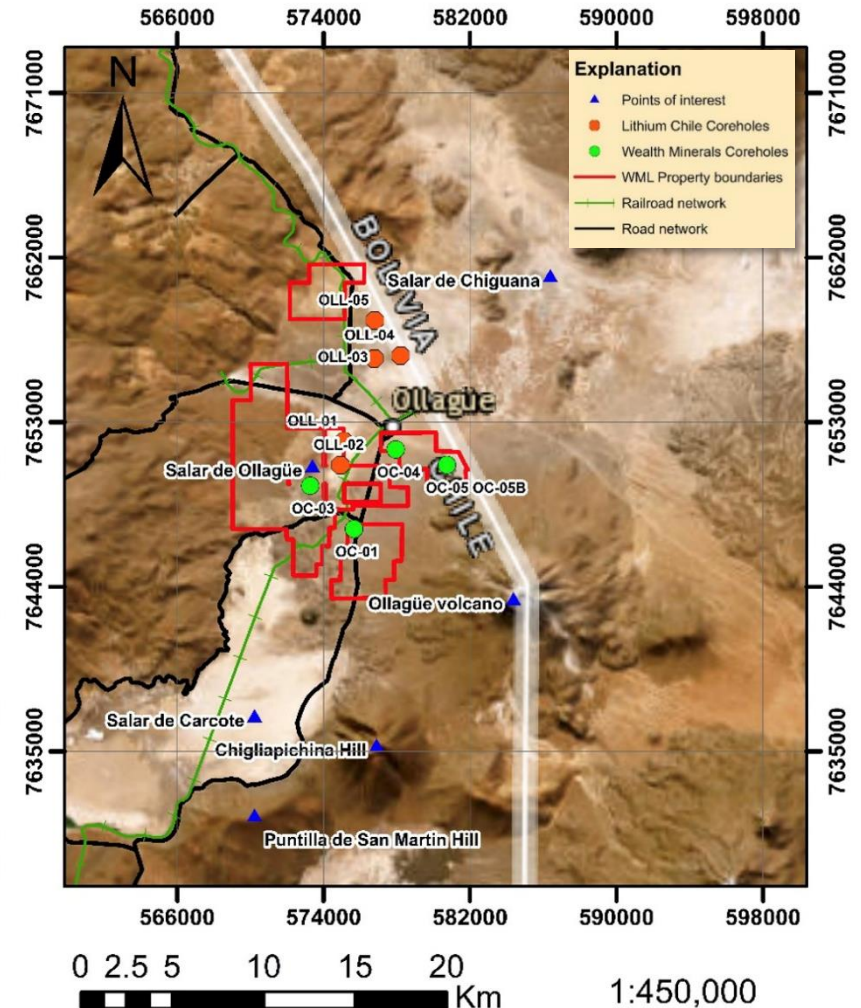 566000 574000 582000 590000 598000
N
Explanation
Points of interest
Lithium Chile Coreholes
Wealth Minerals Coreholes
WML Property boundaries
Railroad network
Road network
7671000
7671000
7662000
7662000
BOLIVIA
Salar de Chiguana
OLL-05
OLL-04
OLL-03
Ollagüe
7653000
7653000
OLL-01
OLL-02
Salar de Ollagüe
OC-04
OC-05 OC-05B
CHILE
OC-03
OC-01
7644000
7644000
Ollagüe volcano
Salar de Carcote
Chigliapichina Hill
7635000
7635000
Puntilla de San Martin Hill
566000 574000 582000 590000 598000
0 2.5 5 10 15 20
Km
1:450,000